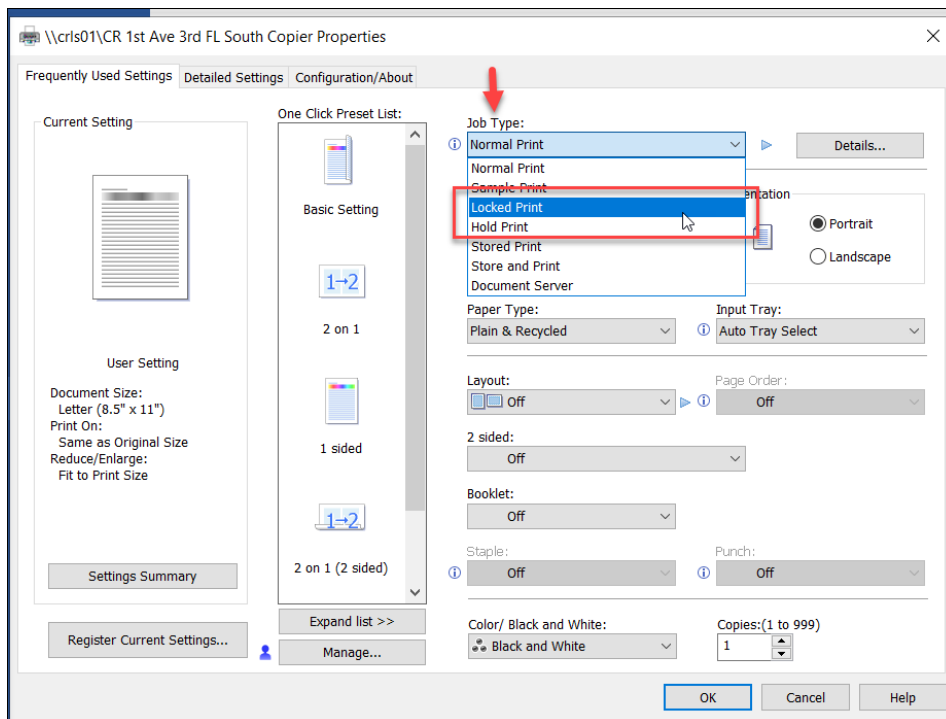 \\crls01\CR 1st Ave 3rd FL South Copier Properties
Frequently Used Settings
Detailed Settings
Configuration/About
Current Setting
User Setting
Document Size:
Letter (8.5" x 11")
Print On:
Same as Original Size
Reduce/Enlarge:
Fit to Print Size
Settings Summary
Register Current Settings...
One Click Preset List:
Basic Setting
1→2
2 on 1
1 sided
1→2
2 on 1 (2 sided)
Expand list >>
Manage...
Job Type:
Normal Print
Details...
Normal Print
Sample Print
Locked Print
Hold Print
Stored Print
Store and Print
Document Server
entation
Portrait
Landscape
Paper Type:
Plain & Recycled
Input Tray:
Auto Tray Select
Layout:
Off
Page Order:
Off
2 sided:
Off
Booklet:
Off
Staple:
Off
Punch:
Off
Color/ Black and White:
Black and White
Copies:(1 to 999)
1
OK
Cancel
Help